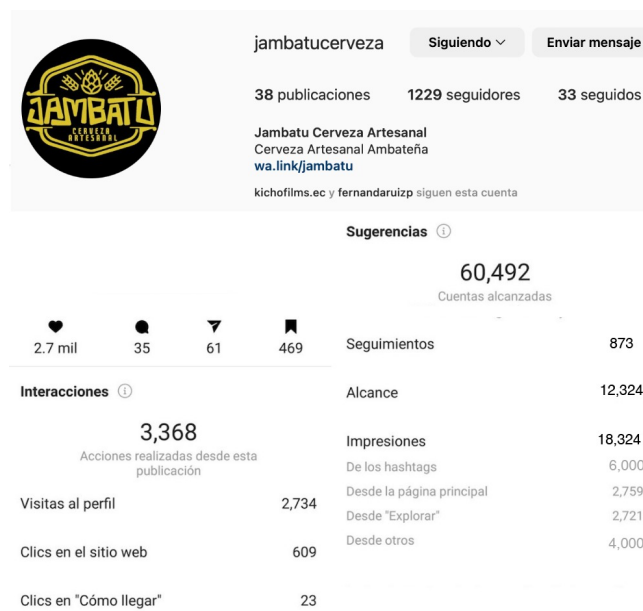 jambatucerveza
Siguiendo
Enviar mensaje
38 publicaciones
1229 seguidores
33 seguidos
JAMBATU
CERVEZA
ARTESANAL
Jambatu Cerveza Artesanal
Cerveza Artesanal Ambateña
wa.link/jambatu
kichofilms.ec y fernandaruizp siguen esta cuenta
2.7 mil
35
61
469
Interacciones
3,368
Acciones realizadas desde esta
publicación
Visitas al perfil 2,734
Clics en el sitio web 609
Clics en "Cómo llegar" 23
Sugerencias
60,492
Cuentas alcanzadas
Seguimientos 873
Alcance 12,324
Impresiones 18,324
De los hashtags 6,000
Desde la página principal 2,759
Desde "Explorar" 2,721
Desde otros 4,000